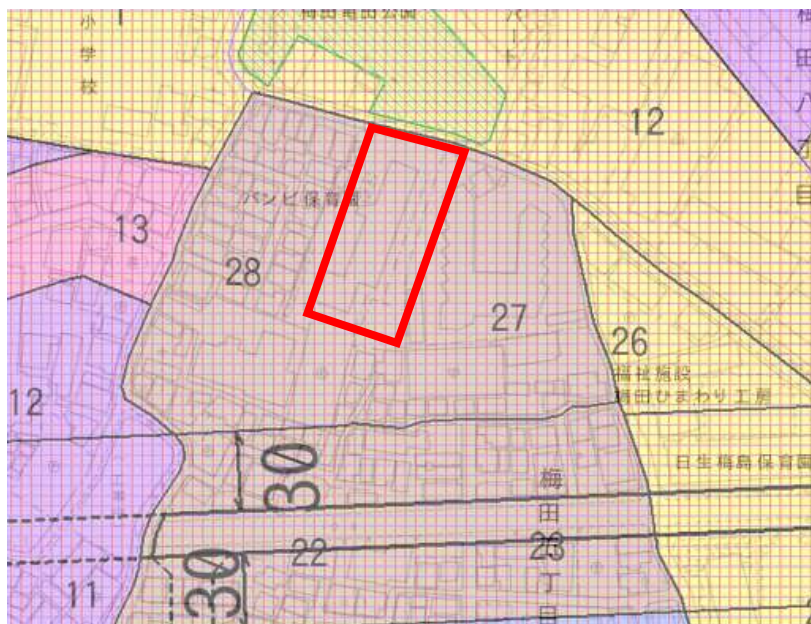 小学校
梅田亀田公園
12
13
バンビ保育園
28
27
26
福祉施設
梅田ひまわり工房
12
日生梅島保育園
30
梅田
丁目
22
23
30
11